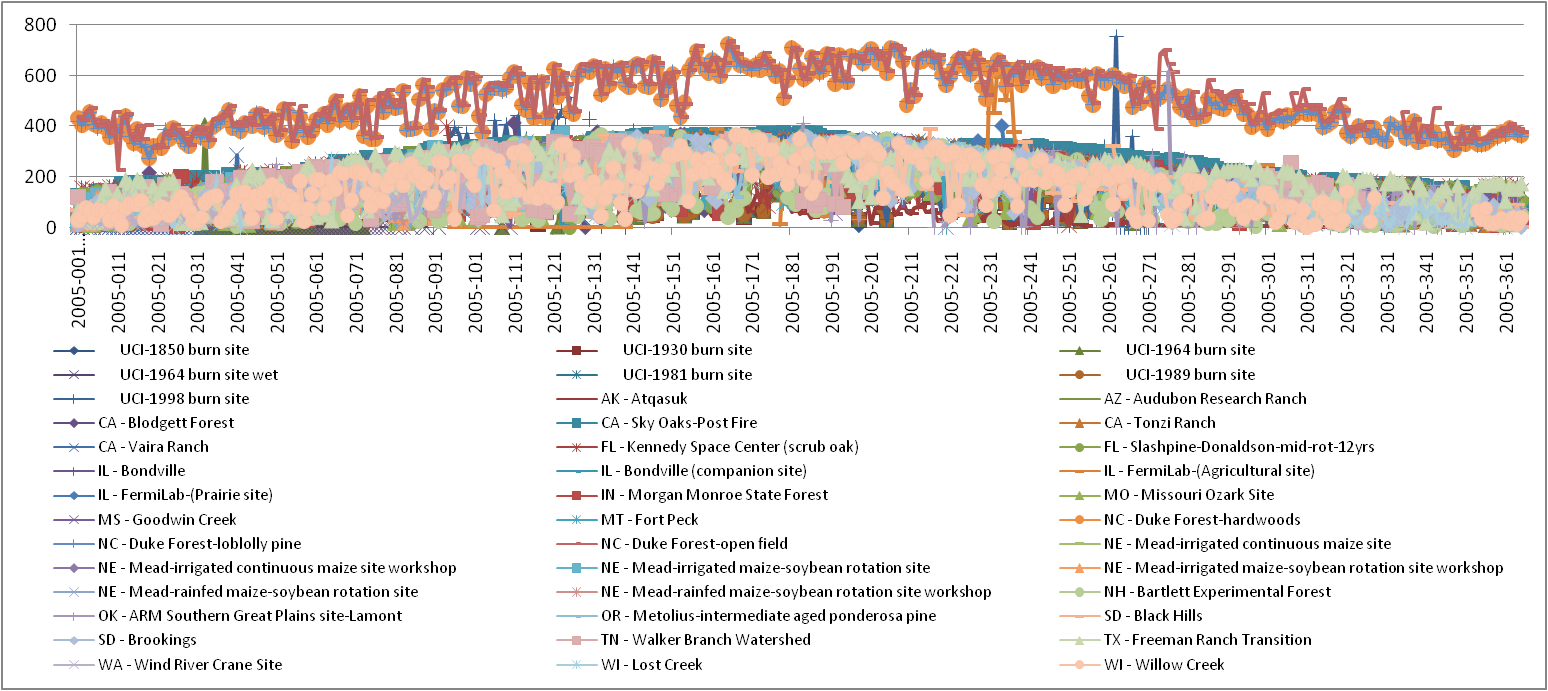 800
600
400
200
0
2005-001
...
2005-011
2005-021
2005-031
2005-041
2005-051
2005-061
2005-071
2005-081
2005-091
2005-101
2005-111
2005-121
2005-131
2005-141
2005-151
2005-161
2005-171
2005-181
2005-191
2005-201
2005-211
2005-221
2005-231
2005-241
2005-251
2005-261
2005-271
2005-281
2005-291
2005-301
2005-311
2005-321
2005-331
2005-341
2005-351
2005-361
UCI-1850 burn site
UCI-1930 burn site
UCI-1964 burn site
UCI-1964 burn site wet
UCI-1981 burn site
UCI-1989 burn site
UCI-1998 burn site
AK - Atqasuk
AZ - Audubon Research Ranch
CA - Blodgett Forest
CA - Sky Oaks-Post Fire
CA - Tonzi Ranch
CA - Vaira Ranch
FL - Kennedy Space Center (scrub oak)
FL - Slashpine-Donaldson-mid-rot-12yrs
IL - Bondville
IL - Bondville (companion site)
IL - FermiLab-(Agricultural site)
IL - FermiLab-(Prairie site)
IN - Morgan Monroe State Forest
MO - Missouri Ozark Site
MS - Goodwin Creek
MT - Fort Peck
NC - Duke Forest-hardwoods
NC - Duke Forest-loblolly pine
NC - Duke Forest-open field
NE - Mead-irrigated continuous maize site
NE - Mead-irrigated continuous maize site workshop
NE - Mead-irrigated maize-soybean rotation site
NE - Mead-irrigated maize-soybean rotation site workshop
NE - Mead-rainfed maize-soybean rotation site
NE - Mead-rainfed maize-soybean rotation site workshop
NH - Bartlett Experimental Forest
OK - ARM Southern Great Plains site-Lamont
OR - Metolius-intermediate aged ponderosa pine
SD - Black Hills
SD - Brookings
TN - Walker Branch Watershed
TX - Freeman Ranch Transition
WA - Wind River Crane Site
WI - Lost Creek
WI - Willow Creek